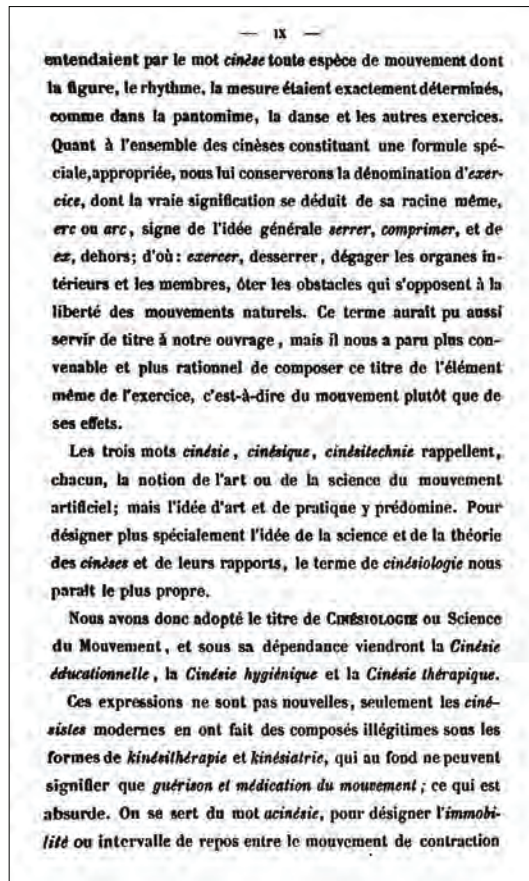 — IX —
entendaient par le mot cinèse toute espèce de mouvement dont
la figure, le rhythme, la mesure étaient exactement déterminés,
comme dans la pantomime, la danse et les autres exercices.
Quant à l'ensemble des cinèses constituant une formule spé-
ciale, appropriée, nous lui conserverons la dénomination d'exer-
cice, dont la vraie signification se déduit de sa racine même,
erc ou arc, signe de l'idée générale serrer, comprimer, et de
ex, dehors; d'où : exercer, desserrer, dégager les organes in-
térieurs et les membres, ôter les obstacles qui s'opposent à la
liberté des mouvements naturels. Ce terme aurait pu aussi
servir de titre à notre ouvrage, mais il nous a paru plus con-
venable et plus rationnel de composer ce titre de l'élément
même de l'exercice, c'est-à-dire du mouvement plutôt que de
ses effets.
Les trois mots cinésie, cinésique, cinésitechnie rappellent,
chacun, la notion de l'art ou de la science du mouvement
artificiel; mais l'idée d'art et de pratique y prédomine. Pour
désigner plus spécialement l'idée de la science et de la théorie
des cinèses et de leurs rapports, le terme de cinésiologie nous
paraît le plus propre.
Nous avons donc adopté le titre de CINÉSIOLOGIE ou Science
du Mouvement, et sous sa dépendance viendront la Cinésie
éducationnelle, la Cinésie hygiénique et la Cinésie thérapique.
Ces expressions ne sont pas nouvelles, seulement les ciné-
sistes modernes en ont fait des composés illégitimes sous les
formes de kinésithérapie et kinésiatrie, qui au fond ne peuvent
signifier que guérison et médication du mouvement; ce qui est
absurde. On se sert du mot acinésie, pour désigner l'immobi-
lité ou intervalle de repos entre le mouvement de contraction